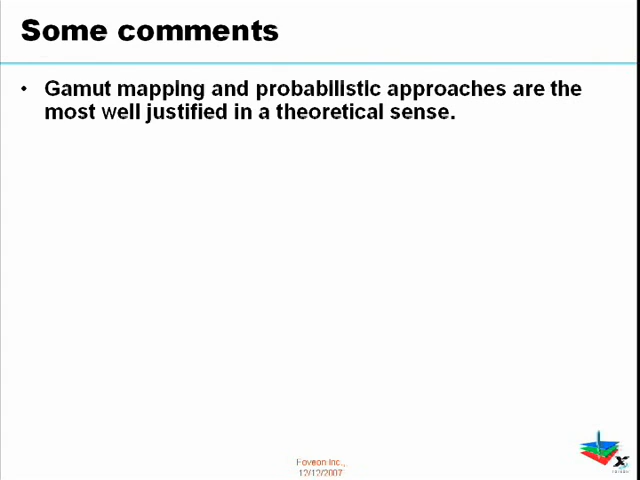 Some comments
• Gamut mapping and probabilistic approaches are the
most well justified in a theoretical sense.
Foveon Inc.,
12/12/2007